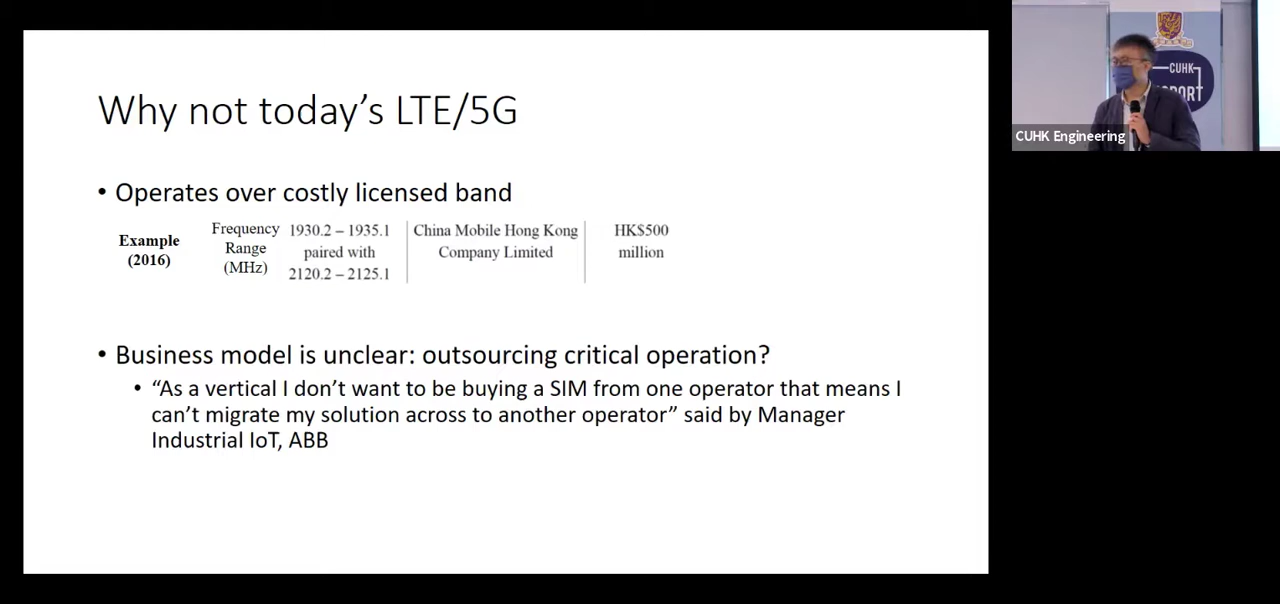 Why not today's LTE/5G
• Operates over costly licensed band
Example
(2016)
Frequency
Range
(MHz)
1930.2 – 1935.1
paired with
2120.2 – 2125.1
China Mobile Hong Kong
Company Limited
HK$500
million
• Business model is unclear: outsourcing critical operation?
• “As a vertical I don’t want to be buying a SIM from one operator that means I
can’t migrate my solution across to another operator” said by Manager
Industrial IoT, ABB
CUHK
CUHK Engineering